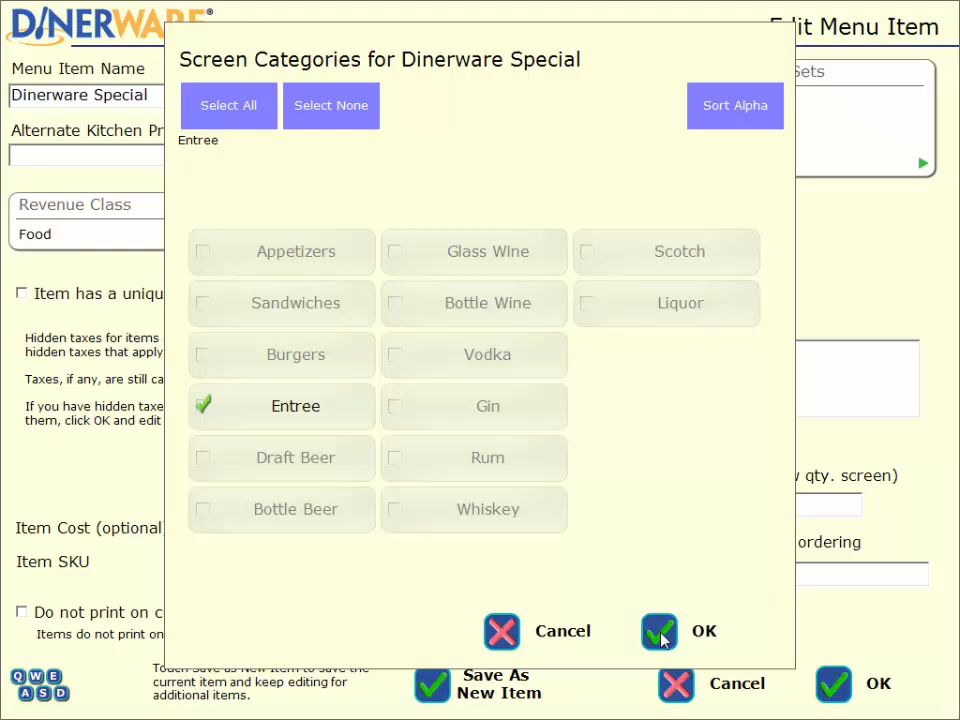 DINERWARE®
Edit Menu Item
Menu Item Name
Dinerware Special
Alternate Kitchen Pr
Revenue Class
Food
Item has a uniqu
Hidden taxes for items
hidden taxes that apply
Taxes, if any, are still ca
If you have hidden taxe
them, click OK and edit
Item Cost (optional)
Item SKU
Do not print on c
Items do not print on
Screen Categories for Dinerware Special
Select All
Select None
Sort Alpha
Entree
Appetizers
Glass Wine
Scotch
Sandwiches
Bottle Wine
Liquor
Burgers
Vodka
Entree
Gin
Draft Beer
Rum
Bottle Beer
Whiskey
Cancel
OK
Sets
qty. screen)
ordering
Q W E
A S D
Touch Save as New Item to save the
current item and keep editing for
additional items.
Save As
New Item
Cancel
OK